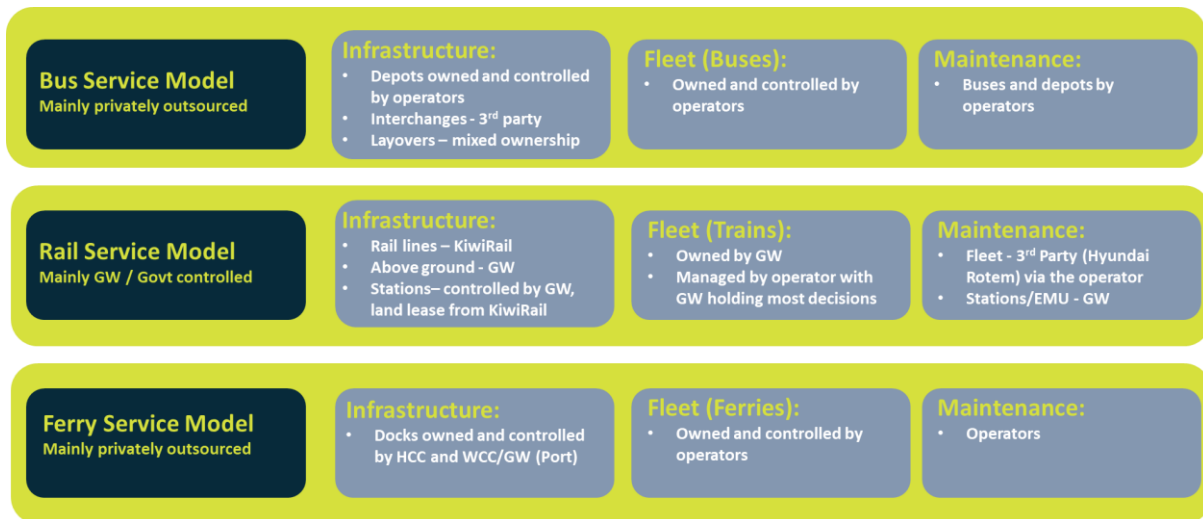 Bus Service Model
Mainly privately outsourced
Infrastructure:
• Depots owned and controlled
by operators
• Interchanges - 3rd party
• Layovers – mixed ownership
Fleet (Buses):
• Owned and controlled by
operators
Maintenance:
• Buses and depots by
operators
Rail Service Model
Mainly GW / Govt controlled
Infrastructure:
• Rail lines – KiwiRail
• Above ground - GW
• Stations– controlled by GW,
land lease from KiwiRail
Fleet (Trains):
• Owned by GW
• Managed by operator with
GW holding most decisions
Maintenance:
• Fleet - 3rd Party (Hyundai
Rotem) via the operator
• Stations/EMU - GW
Ferry Service Model
Mainly privately outsourced
Infrastructure:
• Docks owned and controlled
by HCC and WCC/GW (Port)
Fleet (Ferries):
• Owned and controlled by
operators
Maintenance:
• Operators